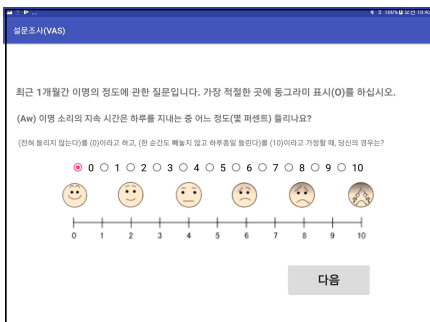 100% 오전 10:43
설문조사(VAS)
최근 1개월간 이명의 정도에 관한 질문입니다. 가장 적절한 곳에 동그라미 표시(O)를 하십시오.
(Aw) 이명 소리의 지속 시간은 하루를 지내는 중 어느 정도(몇 퍼센트) 들리나요?
(전혀 들리지 않는다)를 (0)이라고 하고, (한 순간도 빼놓지 않고 하루종일 들린다)를 (10)이라고 가정할 때, 당신의 경우는?
0 1 2 3 4 5 6 7 8 9 10
0 1 2 3 4 5 6 7 8 9 10
다음